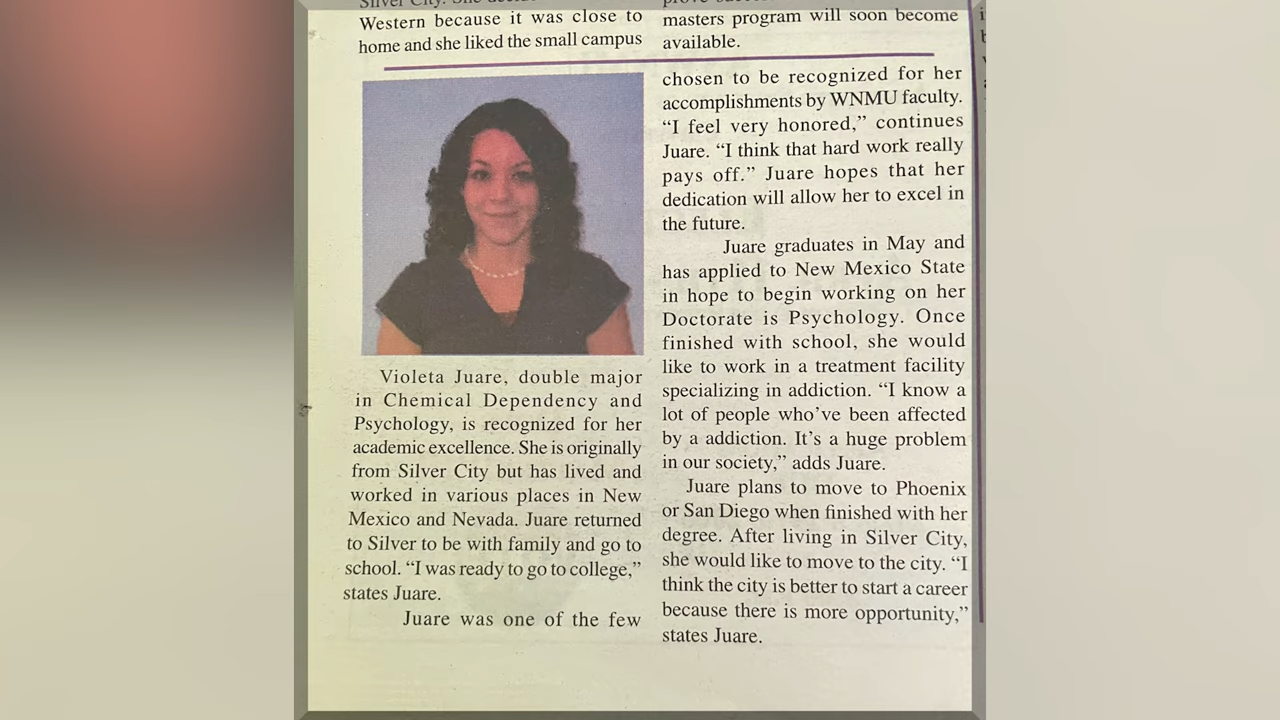 Silver City. She
Western because it was close to
home and she liked the small campus
masters program will soon become
available.
Violeta Juare, double major
in Chemical Dependency and
Psychology, is recognized for her
academic excellence. She is originally
from Silver City but has lived and
worked in various places in New
Mexico and Nevada. Juare returned
to Silver to be with family and go to
school. “I was ready to go to college,”
states Juare.
Juare was one of the few
chosen to be recognized for her
accomplishments by WNMU faculty.
“I feel very honored,” continues
Juare. “I think that hard work really
pays off.” Juare hopes that her
dedication will allow her to excel in
the future.
Juare graduates in May and
has applied to New Mexico State
in hope to begin working on her
Doctorate is Psychology. Once
finished with school, she would
like to work in a treatment facility
specializing in addiction. “I know a
lot of people who’ve been affected
by a addiction. It’s a huge problem
in our society,” adds Juare.
Juare plans to move to Phoenix
or San Diego when finished with her
degree. After living in Silver City,
she would like to move to the city. “I
think the city is better to start a career
because there is more opportunity,”
states Juare.